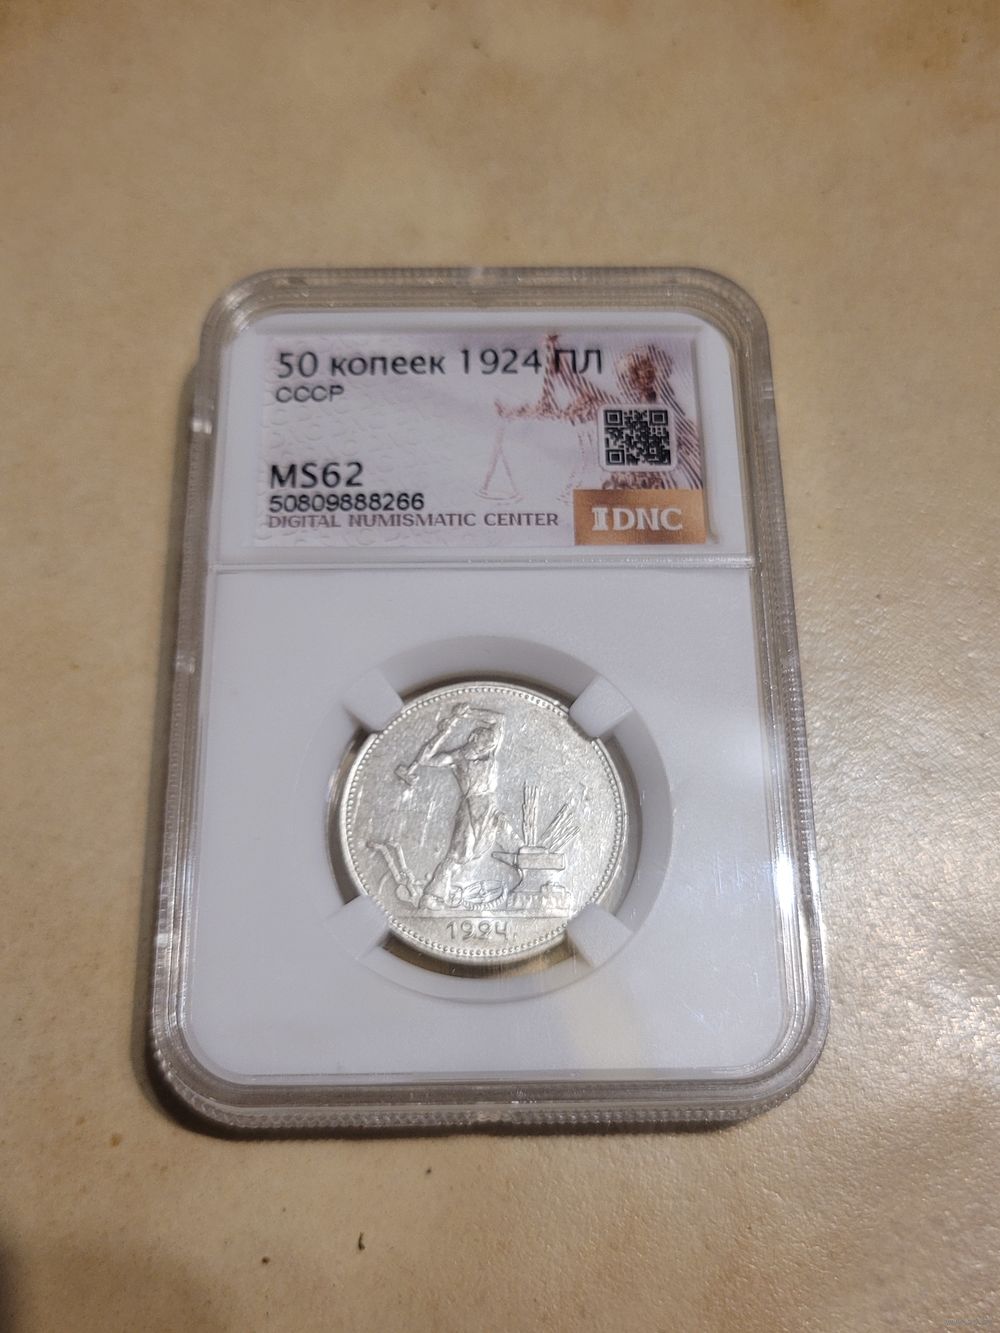 50 копеек 1924 ПЛ
СССР
MS62
50809888266
DIGITAL NUMISMATIC CENTER
IDNC
1924